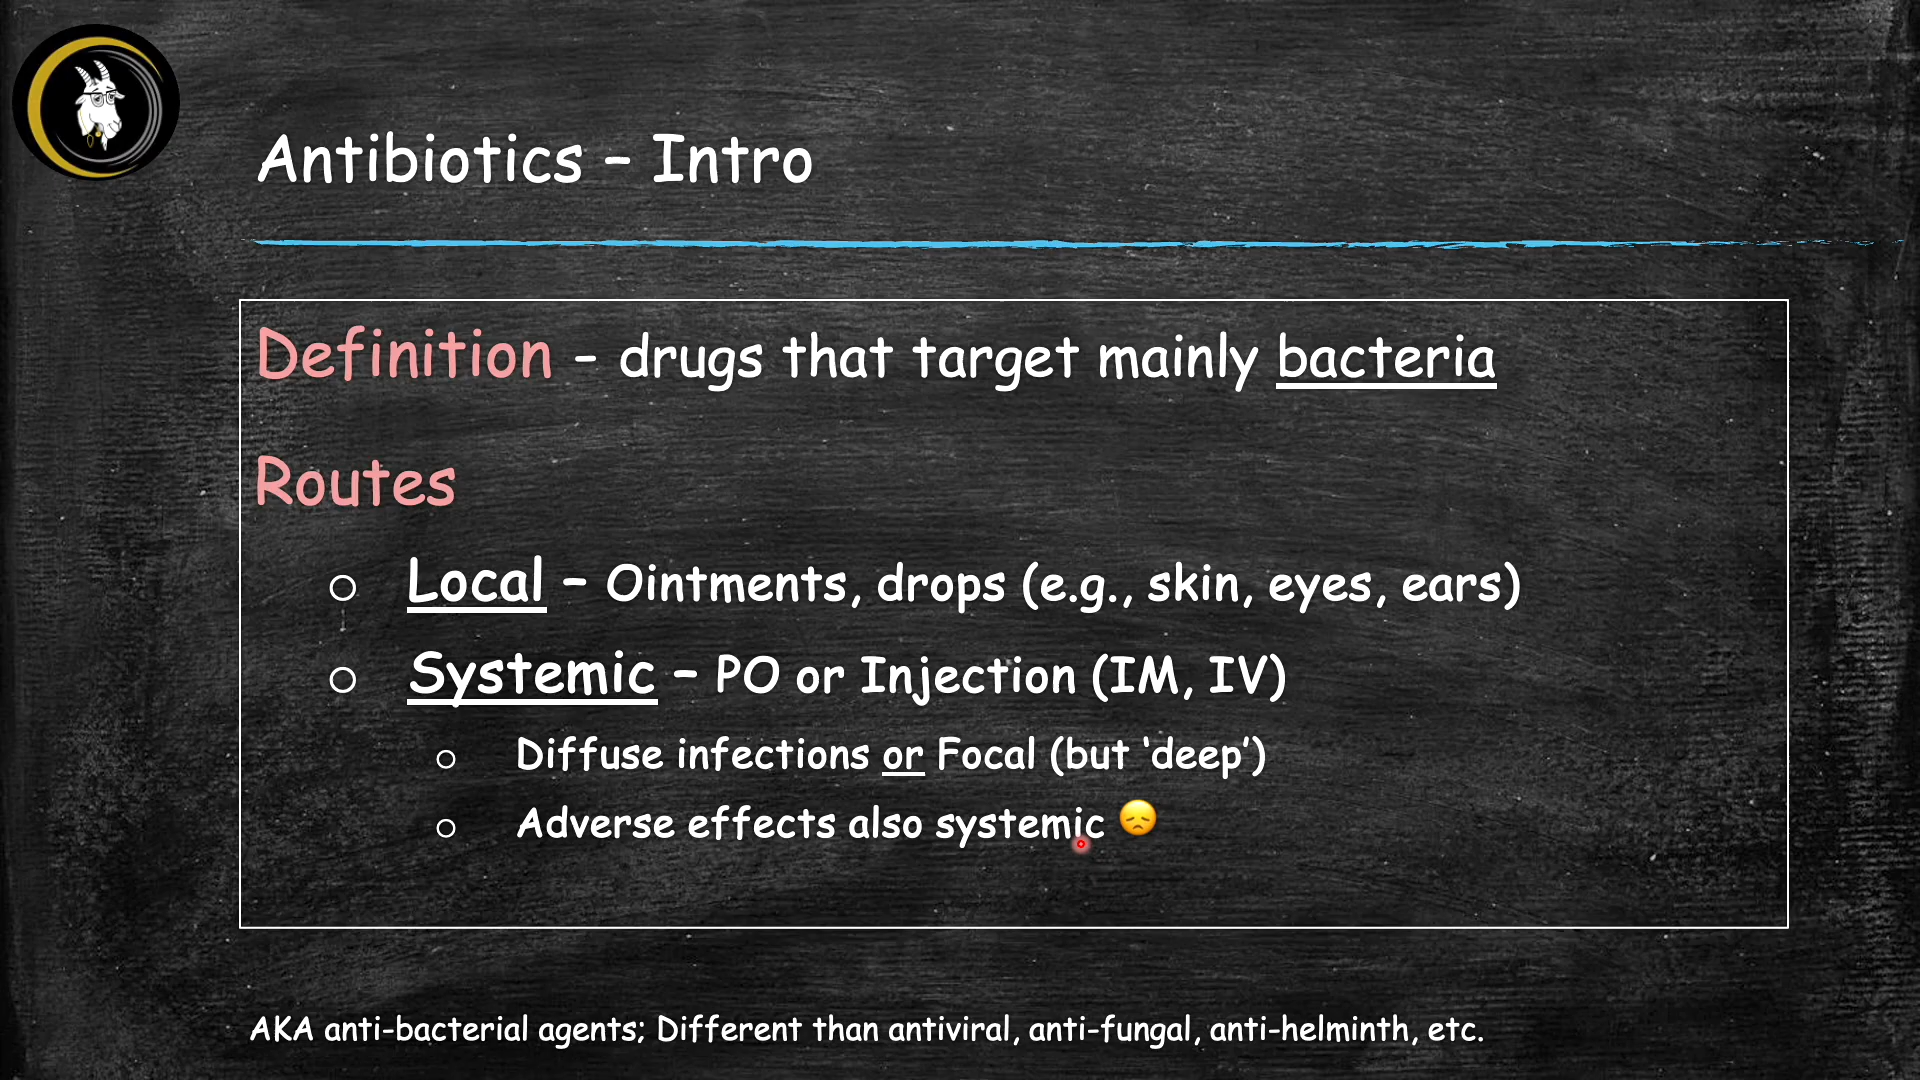 Antibiotics – Intro
Definition – drugs that target mainly bacteria
Routes
Local – Ointments, drops (e.g., skin, eyes, ears)
Systemic – PO or Injection (IM, IV)
Diffuse infections or Focal (but ‘deep’)
Adverse effects also systemic 😞
AKA anti-bacterial agents; Different than antiviral, anti-fungal, anti-helminth, etc.